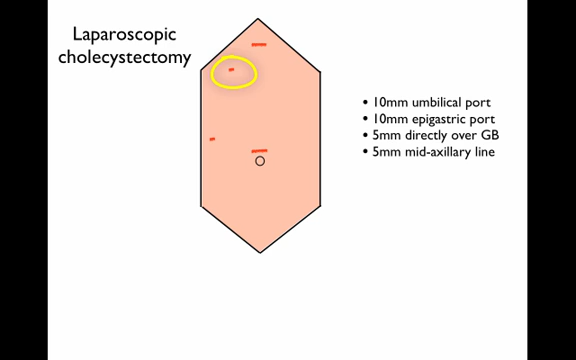 Laparoscopic
cholecystectomy
• 10mm umbilical port
• 10mm epigastric port
• 5mm directly over GB
• 5mm mid-axillary line